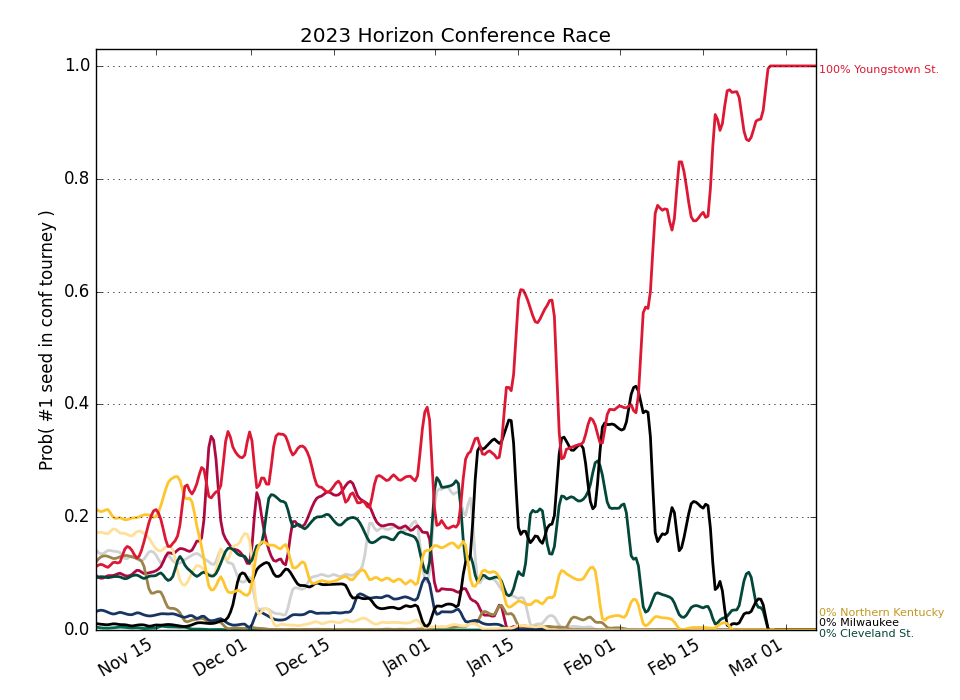 2023 Horizon Conference Race
Prob( #1 seed in conf tourney )
1.0
0.8
0.6
0.4
0.2
0.0
Nov 15
Dec 01
Dec 15
Jan 01
Jan 15
Feb 01
Feb 15
Mar 01
100% Youngstown St.
0% Northern Kentucky
0% Milwaukee
0% Cleveland St.